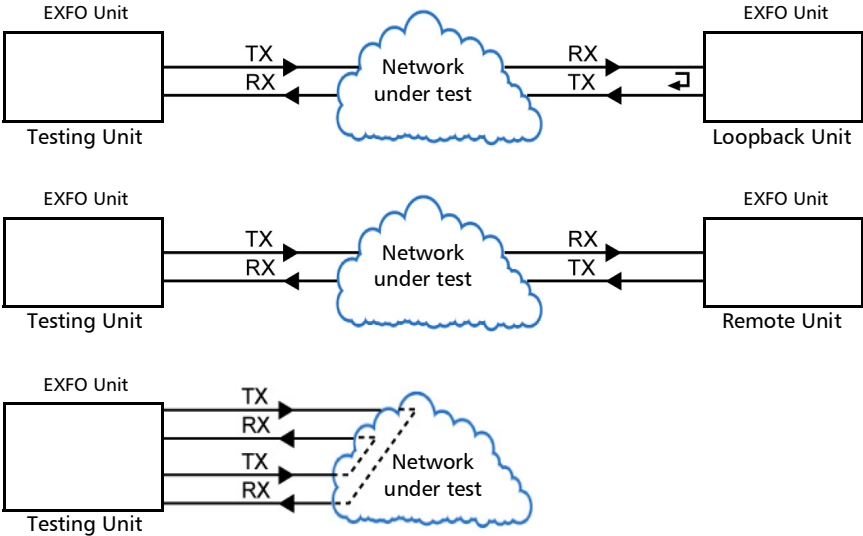 EXFO Unit
EXFO Unit
TX
RX
Network
under test
RX
TX
Testing Unit
Loopback Unit
EXFO Unit
EXFO Unit
TX
RX
Network
under test
RX
TX
Testing Unit
Remote Unit
EXFO Unit
TX
RX
TX
RX
Network
under test
Testing Unit